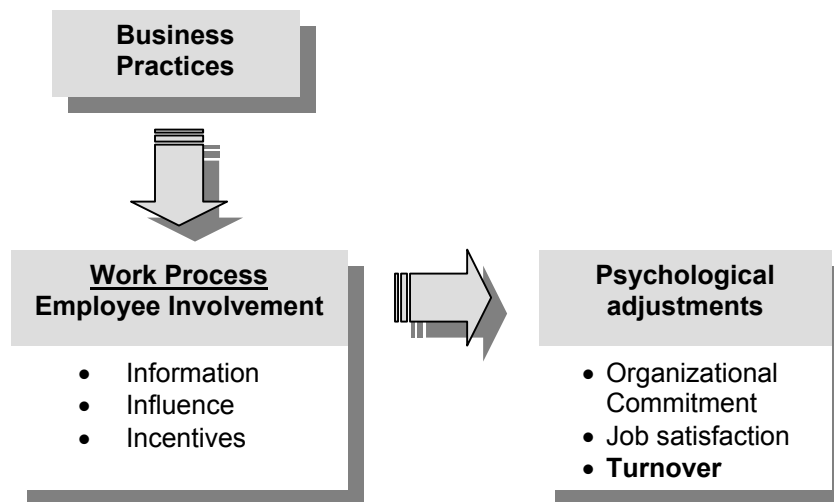 Business
Practices
Work Process
Employee Involvement
• Information
• Influence
• Incentives
Psychological
adjustments
• Organizational
Commitment
• Job satisfaction
• Turnover